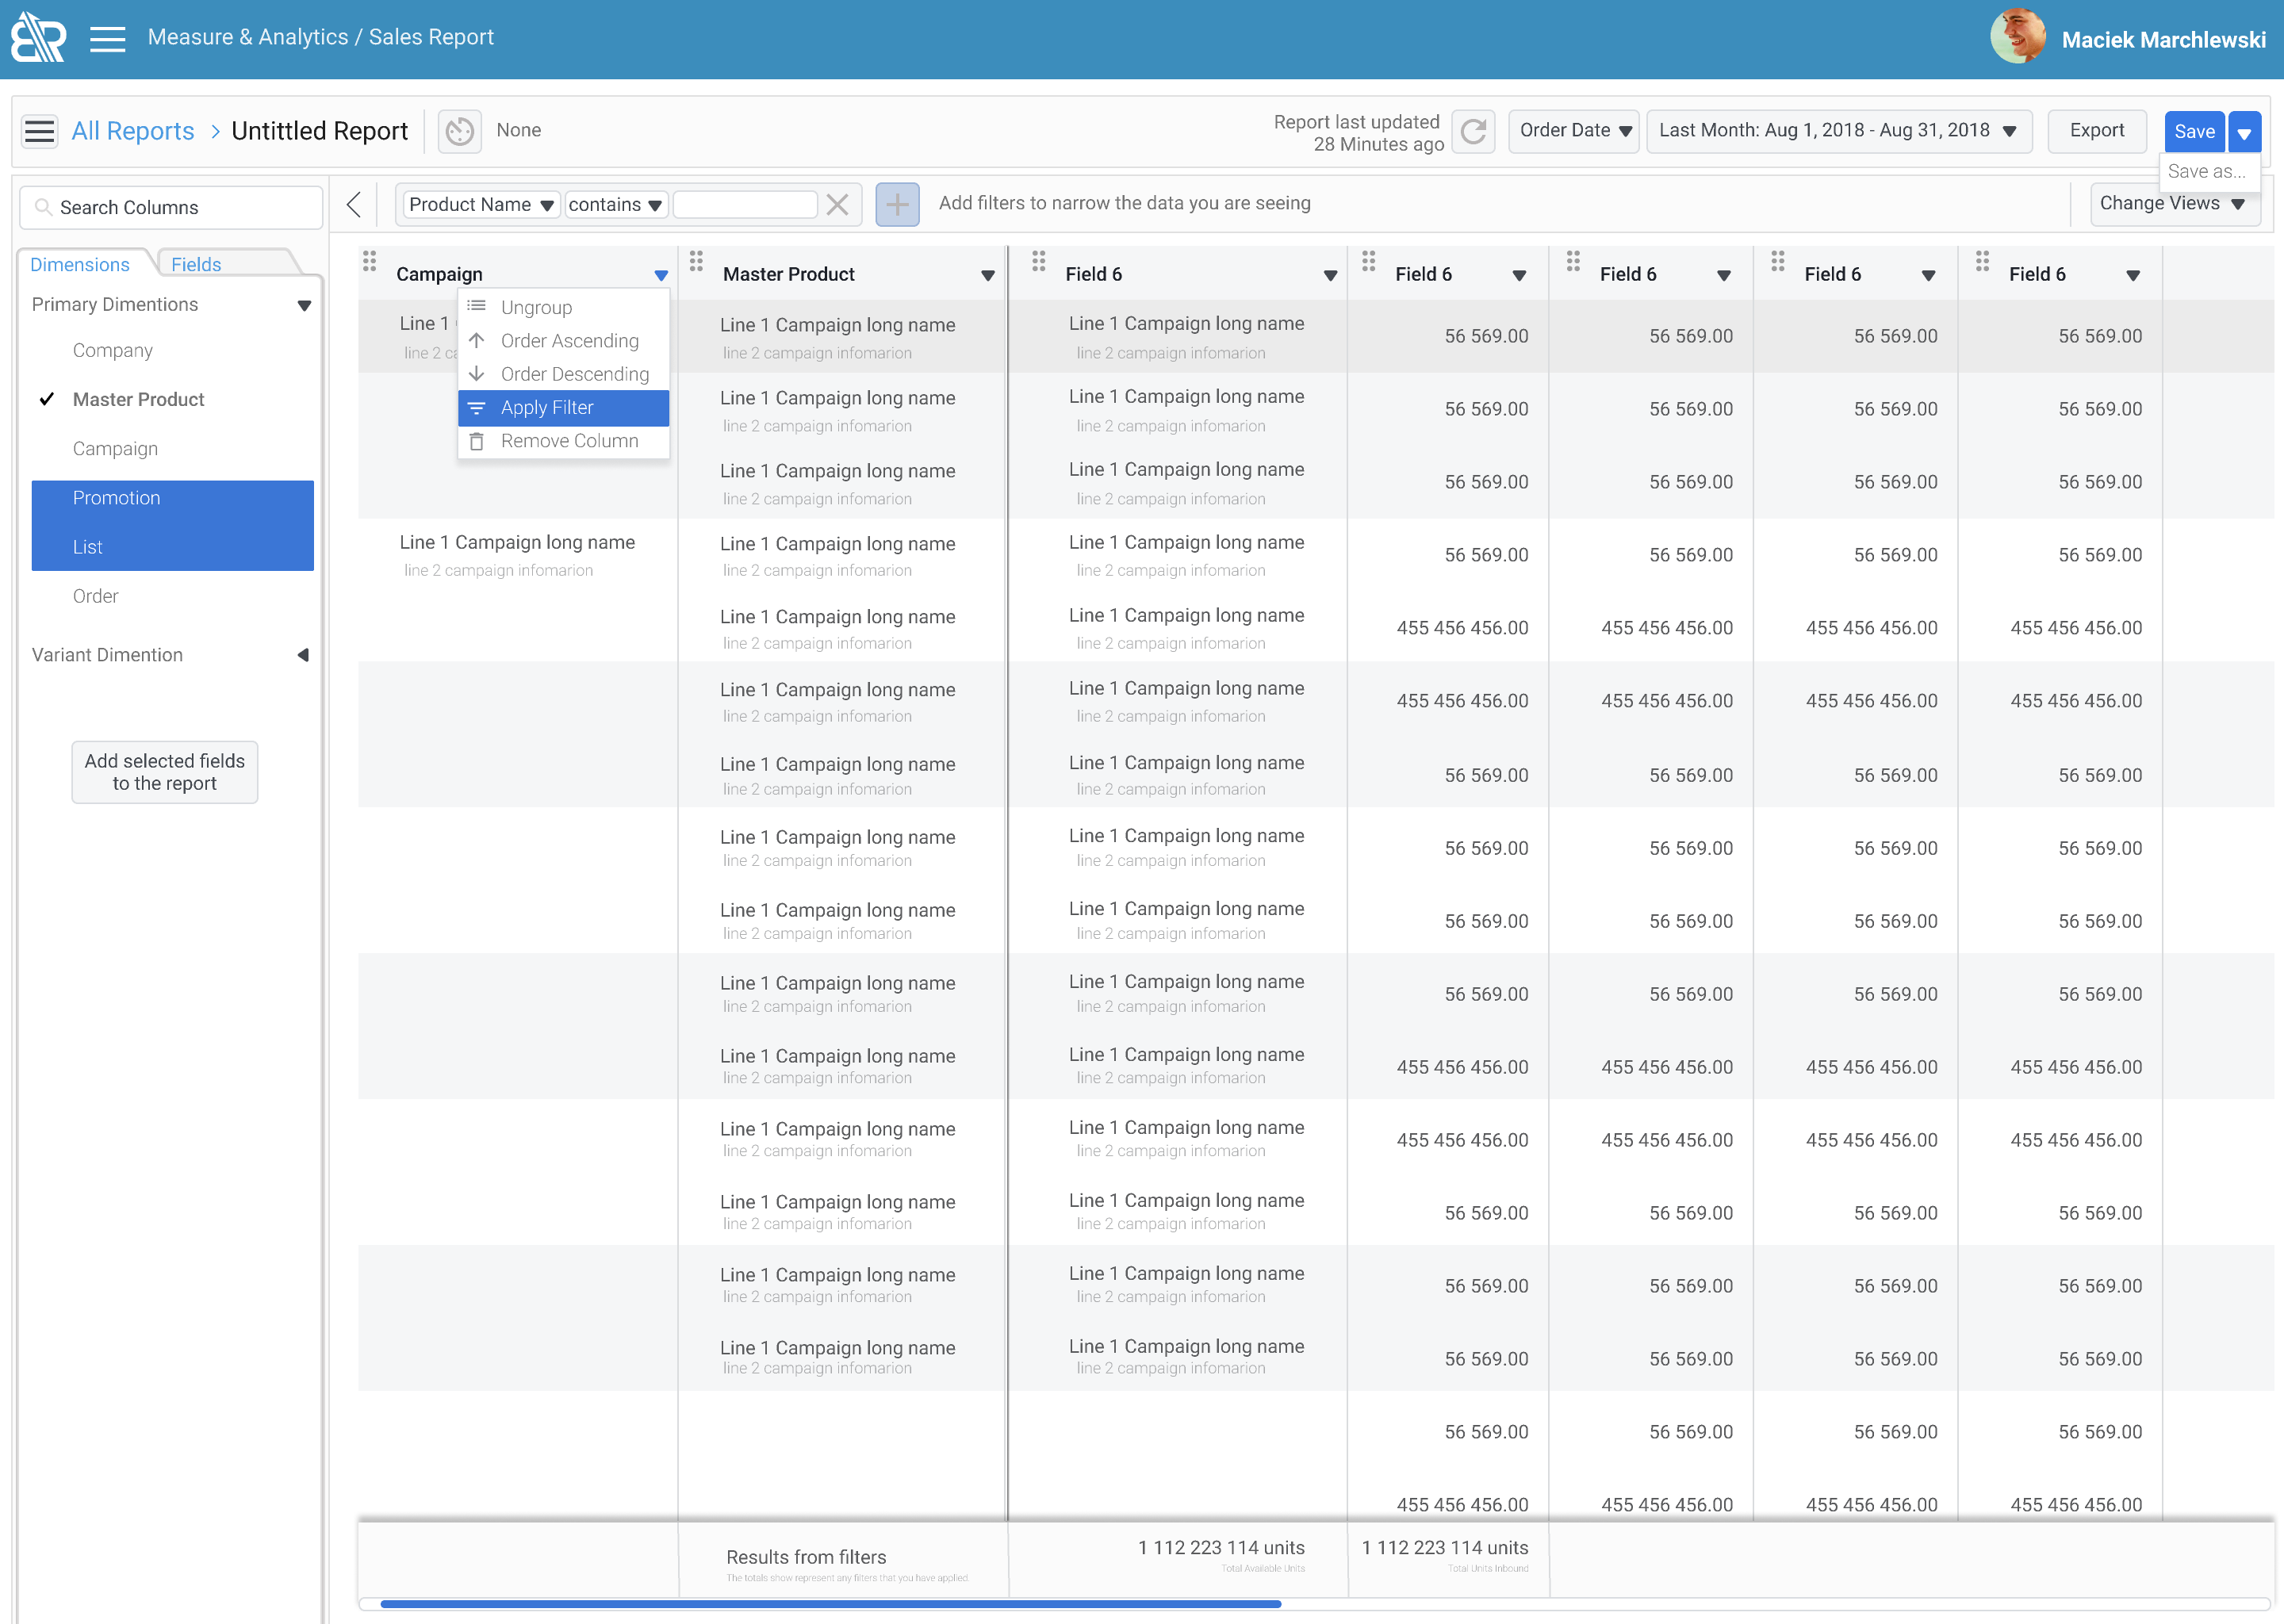 Measure & Analytics / Sales Report
Maciek Marchlewski
All Reports > Untittled Report
None
Report last updated
28 Minutes ago
Order Date
Last Month: Aug 1, 2018 - Aug 31, 2018
Export
Save
Save as...
Search Columns
Product Name
contains
Add filters to narrow the data you are seeing
Change Views
Dimensions
Fields
Primary Dimentions
Company
Master Product
Campaign
Promotion
List
Order
Variant Dimention
Add selected fields
to the report
Campaign Master Product Field 6 Field 6 Field 6 Field 6 Field 6
Ungroup
Order Ascending
Order Descending
Apply Filter
Remove Column
Line 1 Line 1 Campaign long name Line 1 Campaign long name 56 569.00 56 569.00 56 569.00 56 569.00
line 2 line 2 campaign infomarion line 2 campaign infomarion
Line 1 Campaign long name Line 1 Campaign long name 56 569.00 56 569.00 56 569.00 56 569.00
line 2 campaign infomarion line 2 campaign infomarion
Line 1 Campaign long name Line 1 Campaign long name 56 569.00 56 569.00 56 569.00 56 569.00
line 2 campaign infomarion line 2 campaign infomarion
Line 1 Campaign long name Line 1 Campaign long name Line 1 Campaign long name 56 569.00 56 569.00 56 569.00 56 569.00
line 2 campaign infomarion line 2 campaign infomarion line 2 campaign infomarion
Line 1 Campaign long name Line 1 Campaign long name 455 456 456.00 455 456 456.00 455 456 456.00 455 456 456.00
line 2 campaign infomarion line 2 campaign infomarion
Line 1 Campaign long name Line 1 Campaign long name 455 456 456.00 455 456 456.00 455 456 456.00 455 456 456.00
line 2 campaign infomarion line 2 campaign infomarion
Line 1 Campaign long name Line 1 Campaign long name 56 569.00 56 569.00 56 569.00 56 569.00
line 2 campaign infomarion line 2 campaign infomarion
Line 1 Campaign long name Line 1 Campaign long name 56 569.00 56 569.00 56 569.00 56 569.00
line 2 campaign infomarion line 2 campaign infomarion
Line 1 Campaign long name Line 1 Campaign long name 56 569.00 56 569.00 56 569.00 56 569.00
line 2 campaign infomarion line 2 campaign infomarion
Line 1 Campaign long name Line 1 Campaign long name 56 569.00 56 569.00 56 569.00 56 569.00
line 2 campaign infomarion line 2 campaign infomarion
Line 1 Campaign long name Line 1 Campaign long name 455 456 456.00 455 456 456.00 455 456 456.00 455 456 456.00
line 2 campaign infomarion line 2 campaign infomarion
Line 1 Campaign long name Line 1 Campaign long name 455 456 456.00 455 456 456.00 455 456 456.00 455 456 456.00
line 2 campaign infomarion line 2 campaign infomarion
Line 1 Campaign long name Line 1 Campaign long name 56 569.00 56 569.00 56 569.00 56 569.00
line 2 campaign infomarion line 2 campaign infomarion
Line 1 Campaign long name Line 1 Campaign long name 56 569.00 56 569.00 56 569.00 56 569.00
line 2 campaign infomarion line 2 campaign infomarion
Line 1 Campaign long name Line 1 Campaign long name 56 569.00 56 569.00 56 569.00 56 569.00
line 2 campaign infomarion line 2 campaign infomarion
56 569.00 56 569.00 56 569.00 56 569.00
455 456 456.00 455 456 456.00 455 456 456.00 455 456 456.00
Results from filters 1 112 223 114 units 1 112 223 114 units
The totals show represent any filters that you have applied. Total Available Units Total Units Inbound